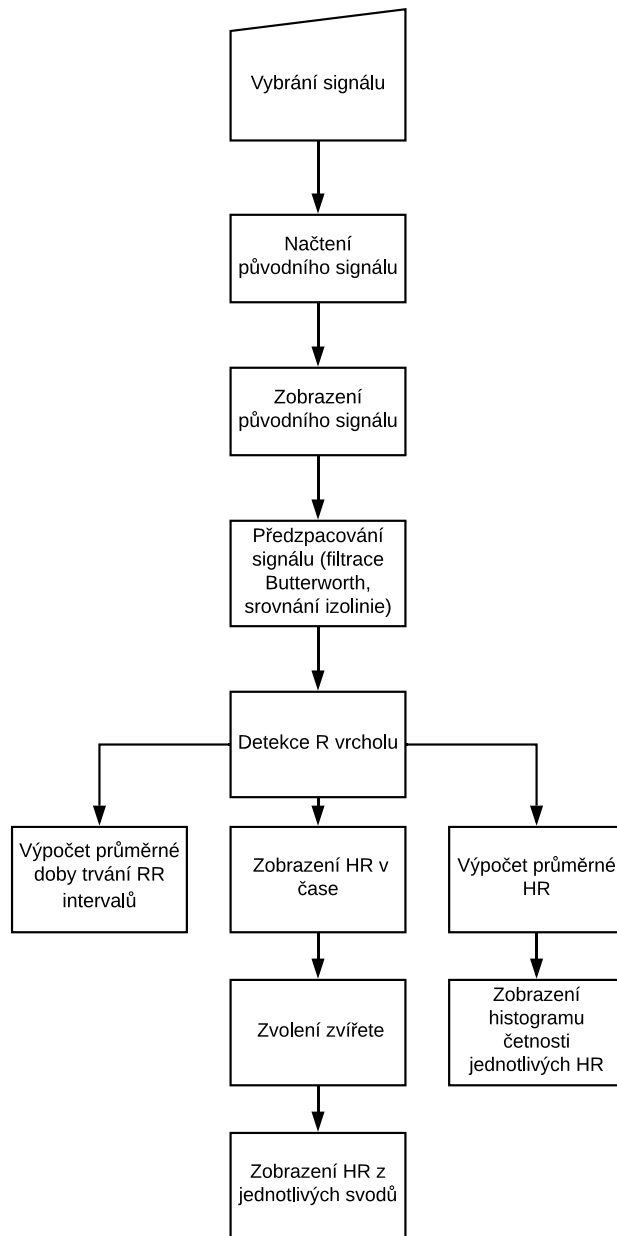 Vybrání signálu
Načtení
původního signálu
Zobrazení
původního signálu
Předzpacování
signálu (filtrace
Butterworth,
srovnání izolinie)
Detekce R vrcholu
Výpočet průměrné
doby trvání RR
intervalů
Zobrazení HR v
čase
Výpočet průměrné
HR
Zvolení zvířete
Zobrazení
histogramu
četnosti
jednotlivých HR
Zobrazení HR z
jednotlivých svodů